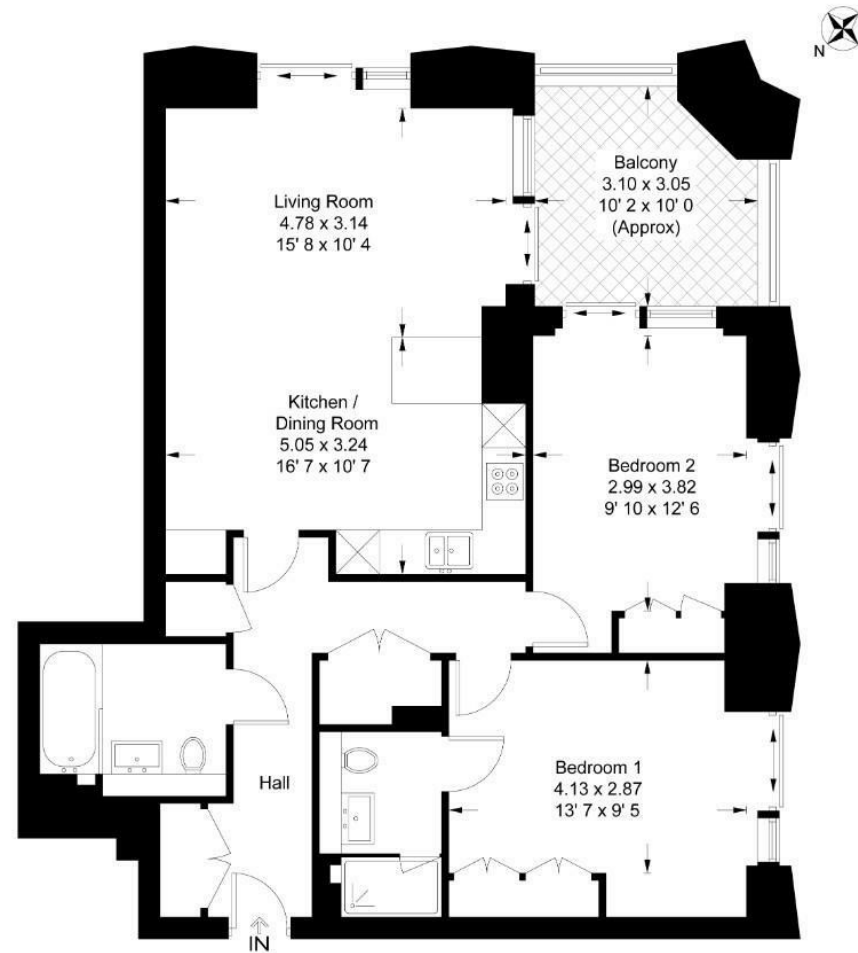 N
Living Room
4.78 x 3.14
15' 8 x 10' 4
Balcony
3.10 x 3.05
10' 2 x 10' 0
(Approx)
Kitchen /
Dining Room
5.05 x 3.24
16' 7 x 10' 7
Bedroom 2
2.99 x 3.82
9' 10 x 12' 6
Hall
Bedroom 1
4.13 x 2.87
13' 7 x 9' 5
IN